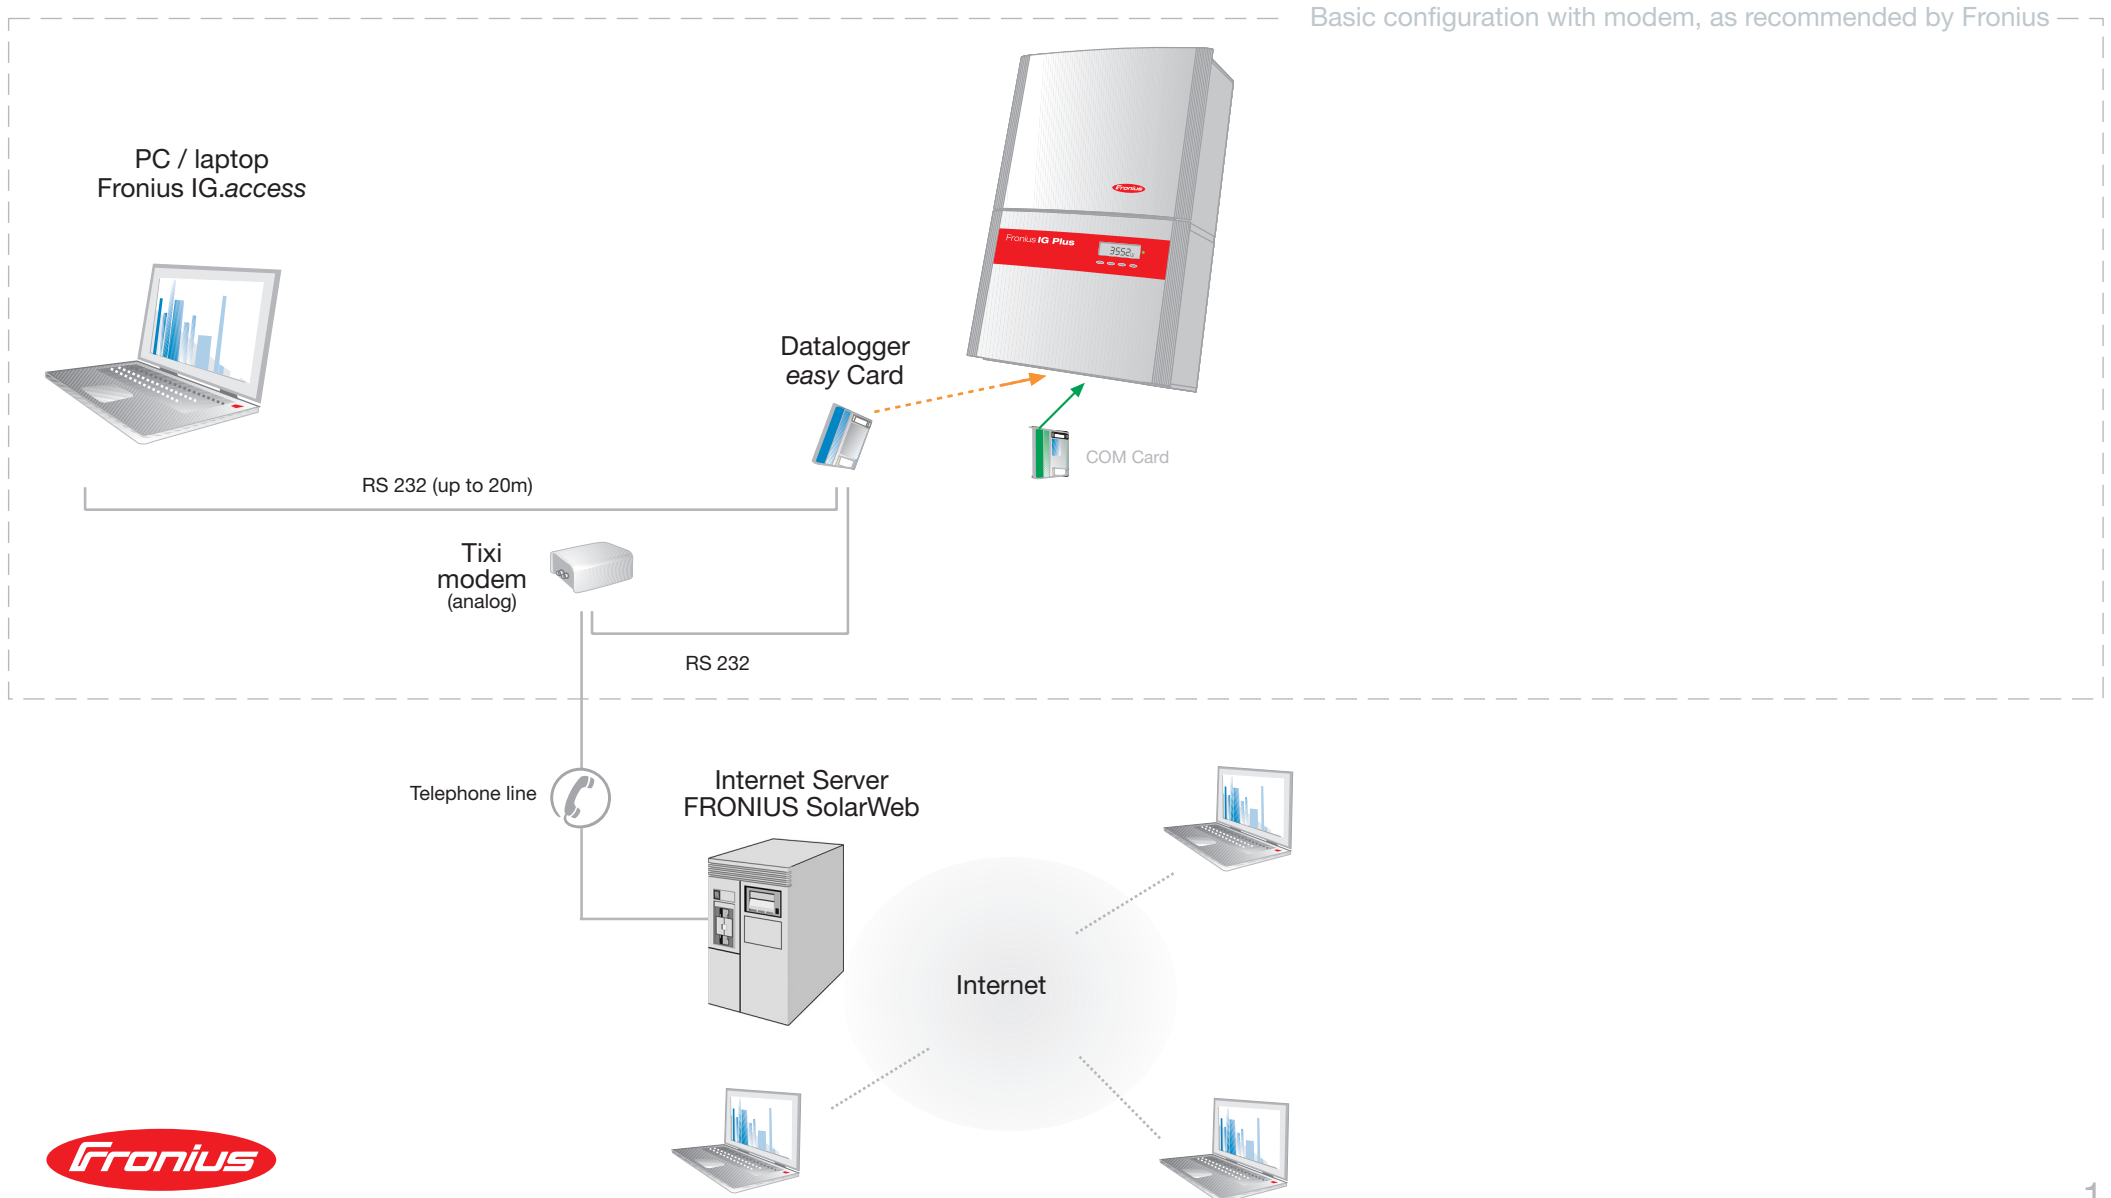 Basic configuration with modem, as recommended by Fronius
PC / laptop
Fronius IG.access
Fronius
Fronius IG Plus
3552
Datalogger
easy Card
COM Card
RS 232 (up to 20m)
Tixi
modem
(analog)
RS 232
Telephone line
Internet Server
FRONIUS SolarWeb
Internet
Fronius
1